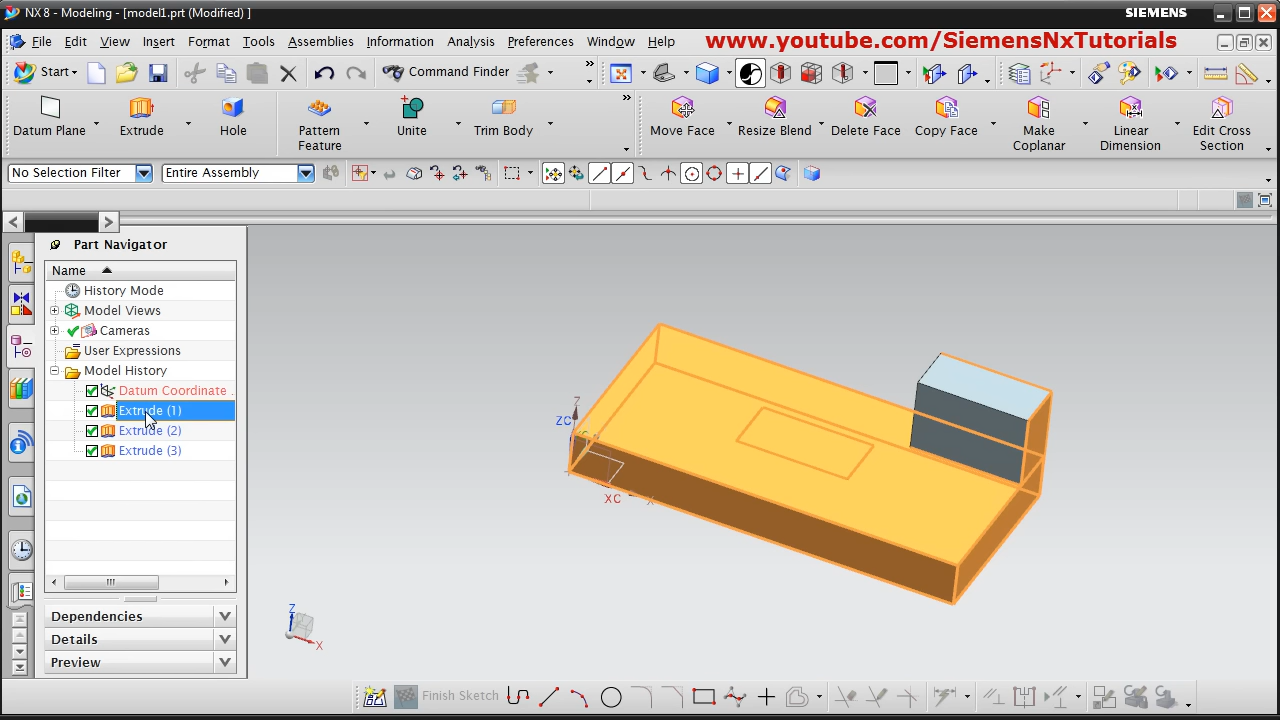 NX 8 - Modeling - [model1.prt (Modified) ]
SIEMENS
File Edit View Insert Format Tools Assemblies Information Analysis Preferences Window Help
www.youtube.com/SiemensNxTutorials
Start Command Finder
Datum Plane Extrude Hole Pattern Feature Unite Trim Body Move Face Resize Blend Delete Face Copy Face Make Coplanar Linear Dimension Edit Cross Section
No Selection Filter Entire Assembly
Part Navigator
Name
History Mode
Model Views
Cameras
User Expressions
Model History
Datum Coordinate
Extrude (1)
Extrude (2)
Extrude (3)
Z
ZC
XC
X
Dependencies
Details
Preview
Z
X
Finish Sketch